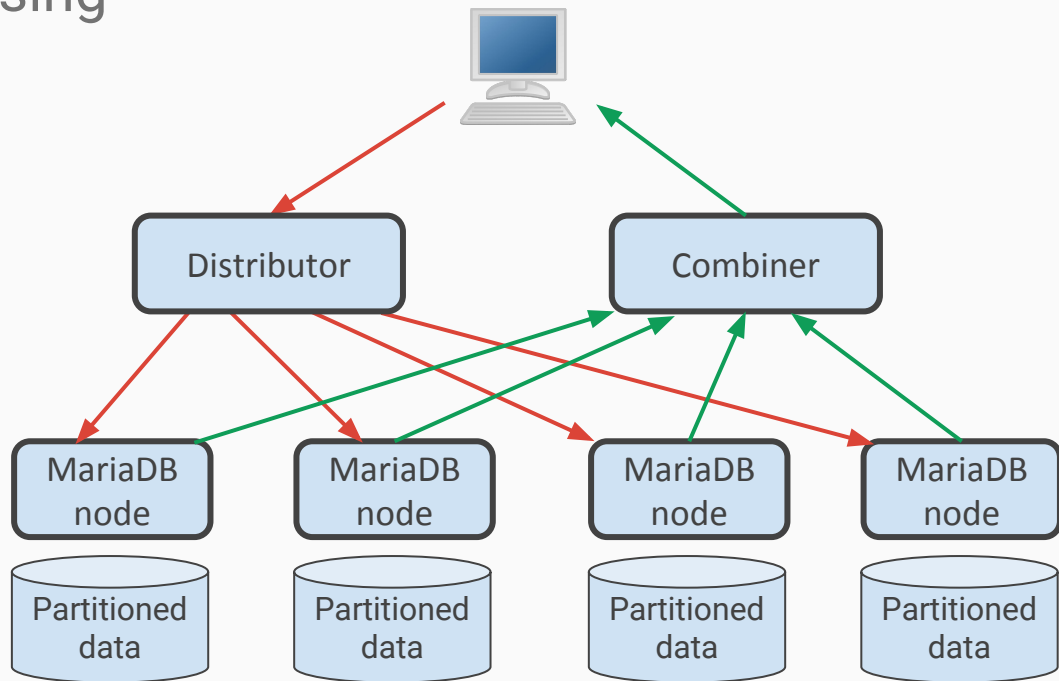 Distributor
Combiner
MariaDB
node
MariaDB
node
MariaDB
node
MariaDB
node
Partitioned
data
Partitioned
data
Partitioned
data
Partitioned
data